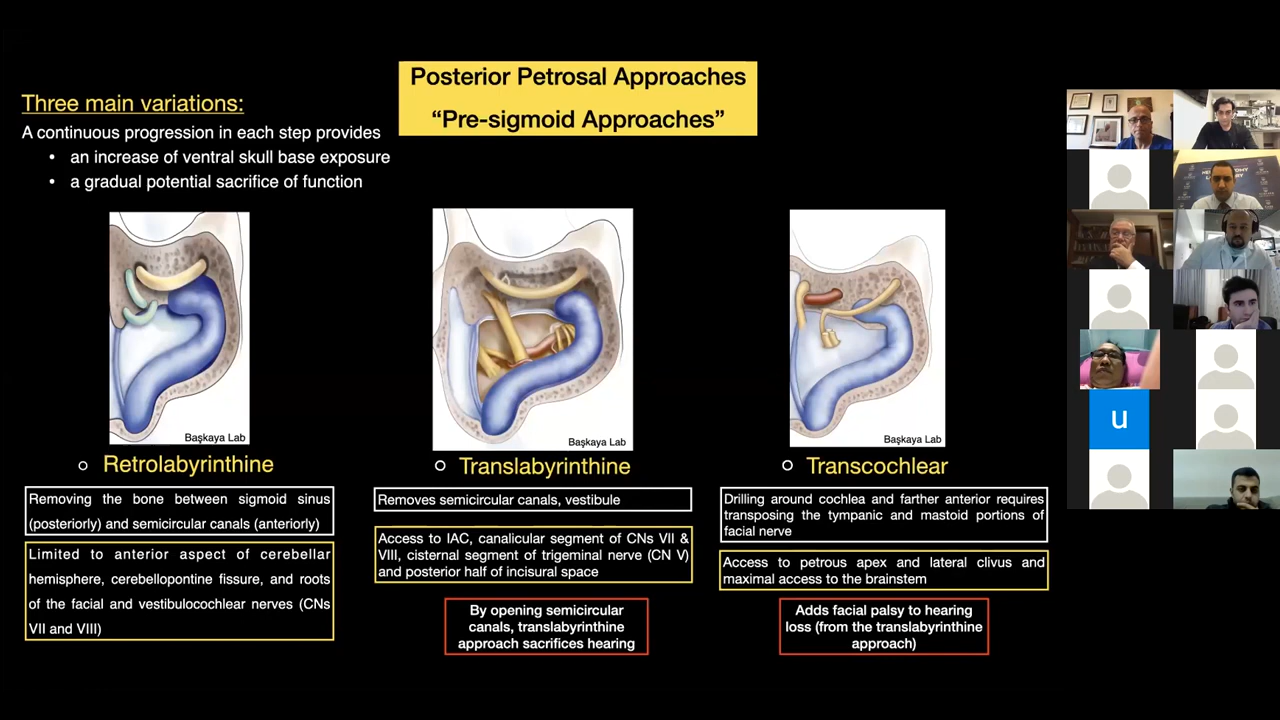 Posterior Petrosal Approaches
“Pre-sigmoid Approaches”
Three main variations:
A continuous progression in each step provides
• an increase of ventral skull base exposure
• a gradual potential sacrifice of function
Başkaya Lab
Retrolabyrinthine
Removing the bone between sigmoid sinus
(posteriorly) and semicircular canals (anteriorly)
Limited to anterior aspect of cerebellar
hemisphere, cerebellopontine fissure, and roots
of the facial and vestibulocochlear nerves (CNs
VII and VIII)
Başkaya Lab
Translabyrinthine
Removes semicircular canals, vestibule
Access to IAC, canalicular segment of CNs VII &
VIII, cisternal segment of trigeminal nerve (CN V)
and posterior half of incisural space
By opening semicircular
canals, translabyrinthine
approach sacrifices hearing
Başkaya Lab
Transcochlear
Drilling around cochlea and farther anterior requires
transposing the tympanic and mastoid portions of
facial nerve
Access to petrous apex and lateral clivus and
maximal access to the brainstem
Adds facial palsy to hearing
loss (from the translabyrinthine
approach)
u